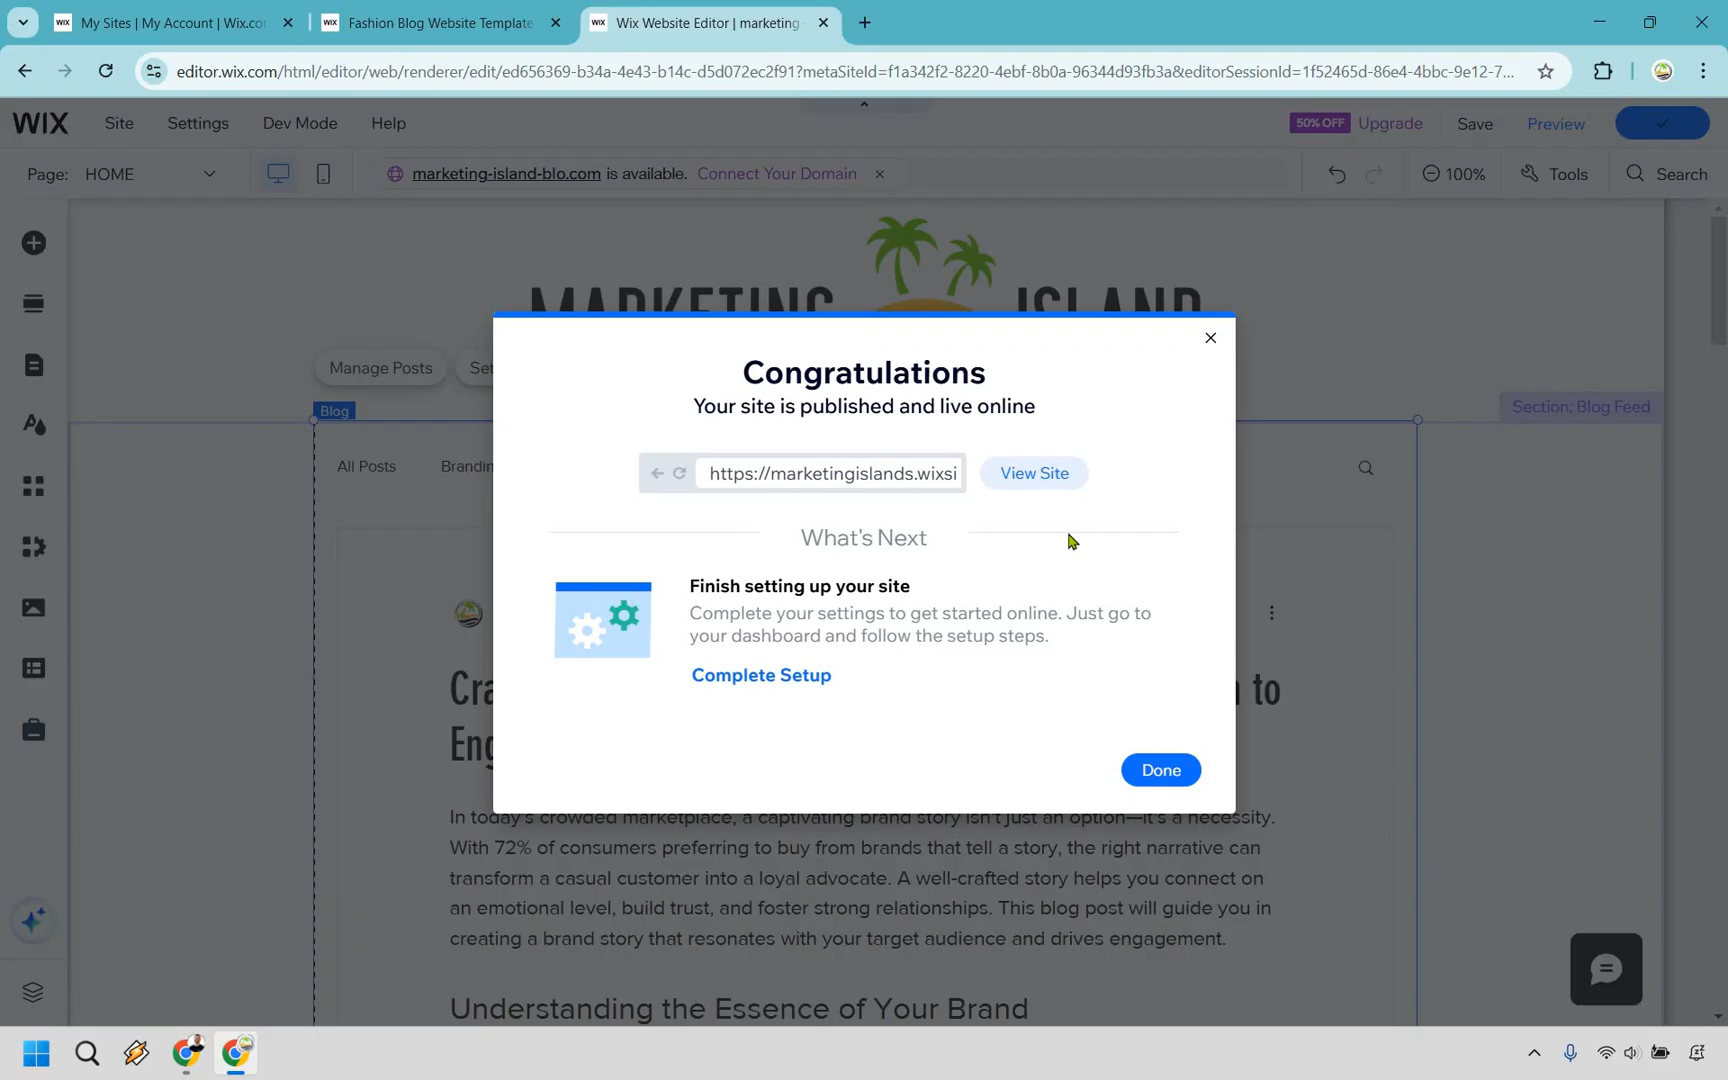 My Sites | My Account | Wix.co
WIX Fashion Blog Website Template
WIX Wix Website Editor | marketing-
editor.wix.com/html/editor/web/renderer/edit/ed656369-b34a-4e43-b14c-d5d072ec2f91?metaSiteId=f1a342f2-8220-4ebf-8b0a-96344d93fb3a&editorSessionId=1f52465d-86e4-4bbc-9e12-7...
WIX Site Settings Dev Mode Help 50% OFF Upgrade Save Preview
Page: HOME marketing-island-blo.com is available. Connect Your Domain 100% Tools Search
MARKETING ISLAND
Manage Posts Set
Blog
Section: Blog Feed
All Posts Brandin
Congratulations
Your site is published and live online
https://marketingislands.wixsi View Site
What's Next
Finish setting up your site
Complete your settings to get started online. Just go to
your dashboard and follow the setup steps.
Complete Setup
Done
Cra
to
Eng
In today's crowded marketplace, a captivating brand story isn't just an option—it's a necessity.
With 72% of consumers preferring to buy from brands that tell a story, the right narrative can
transform a casual customer into a loyal advocate. A well-crafted story helps you connect on
an emotional level, build trust, and foster strong relationships. This blog post will guide you in
creating a brand story that resonates with your target audience and drives engagement.
Understanding the Essence of Your Brand